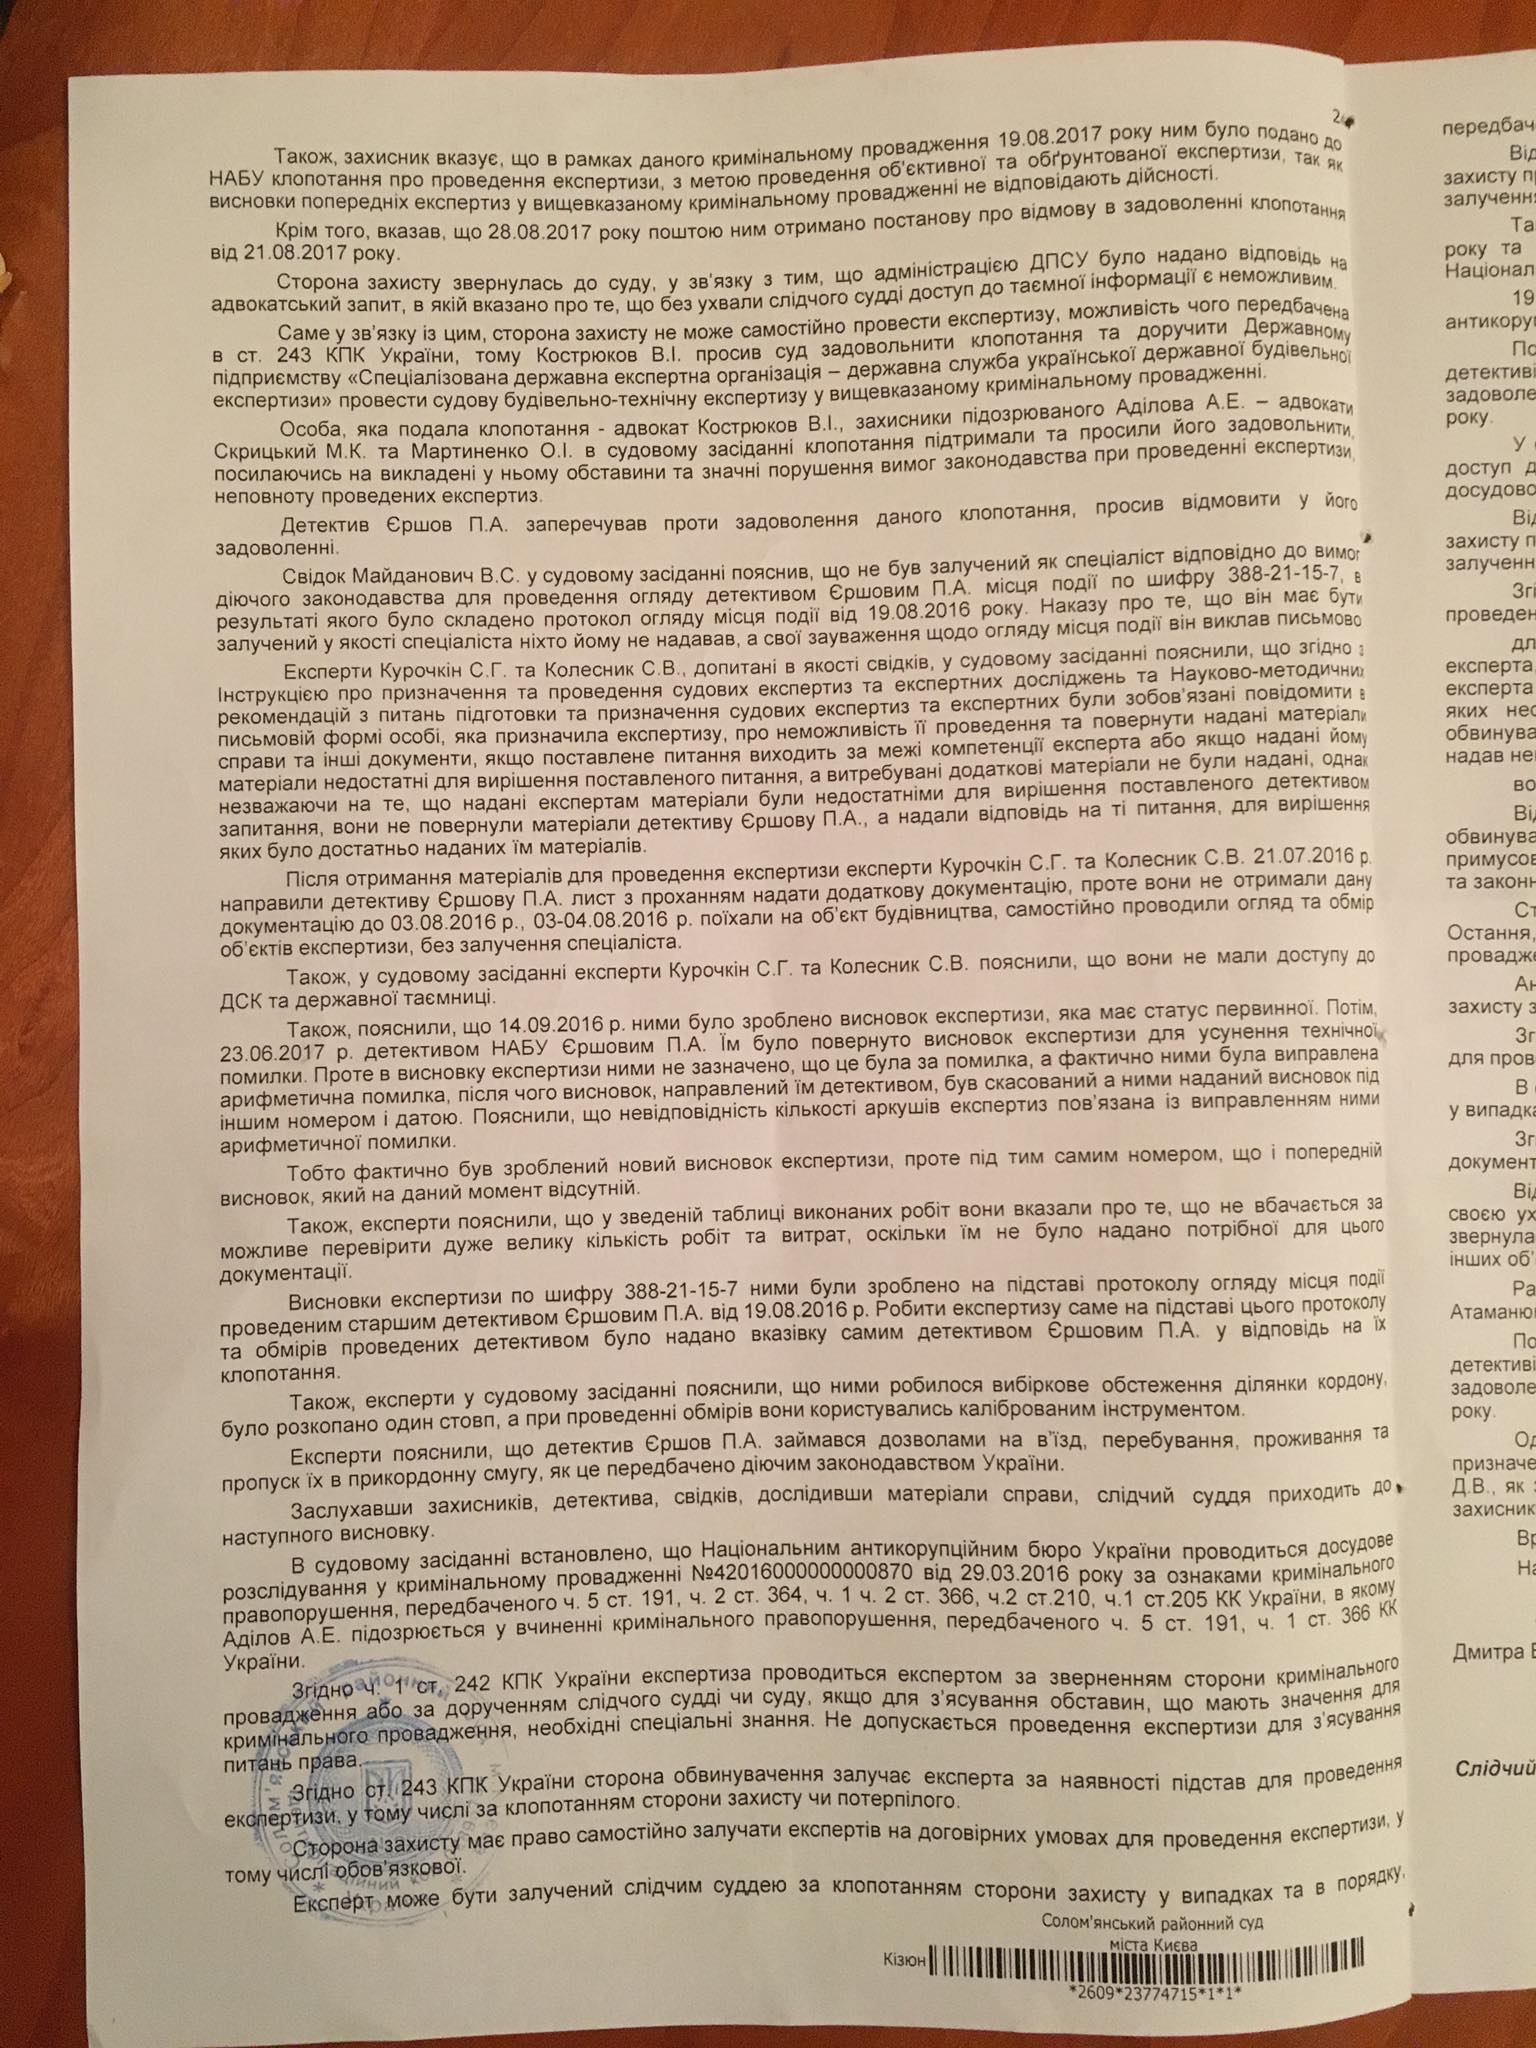 2
Також, захисник вказує, що в рамках даного кримінальному провадження 19.08.2017 року ним було подано до
НАБУ клопотання про проведення експертизи, з метою проведення об'єктивної та обґрунтованої експертизи, так як
висновки попередніх експертиз у вищевказаному кримінальному провадженні не відповідають дійсності.
Крім того, вказав, що 28.08.2017 року поштою ним отримано постанову про відмову в задоволенні клопотання
від 21.08.2017 року.
Сторона захисту звернулась до суду, у зв'язку з тим, що адміністрацією ДПСУ було надано відповідь на
адвокатський запит, в якій вказано про те, що без ухвали слідчого судді доступ до таємної інформації є неможливим.
Саме у зв'язку із цим, сторона захисту не може самостійно провести експертизу, можливість чого передбачена
в ст. 243 КПК України, тому Кострюков В.І. просив суд задовольнити клопотання та доручити Державному
підприємству «Спеціалізована державна експертна організація – державна служба української державної будівельної
експертизи» провести судову будівельно-технічну експертизу у вищевказаному кримінальному провадженні.
Особа, яка подала клопотання - адвокат Кострюков В.І., захисники підозрюваного Аділова А.Е. – адвокати
Скрицький М.К. та Мартиненко О.І. в судовому засіданні клопотання підтримали та просили його задовольнити,
посилаючись на викладені у ньому обставини та значні порушення вимог законодавства при проведенні експертизи,
неповноту проведених експертиз.
Детектив Єршов П.А. заперечував проти задоволення даного клопотання, просив відмовити у його
задоволенні.
Свідок Майданович В.С. у судовому засіданні пояснив, що не був залучений як спеціаліст відповідно до вимог
діючого законодавства для проведення огляду детективом Єршовим П.А. місця події по шифру 388-21-15-7, в
результаті якого було складено протокол огляду місця події від 19.08.2016 року. Наказу про те, що він має бути
залучений у якості спеціаліста ніхто йому не надавав, а свої зауваження щодо огляду місця події він виклав письмово
Експерти Курочкін С.Г. та Колесник С.В., допитані в якості свідків, у судовому засіданні пояснили, що згідно з
Інструкцією про призначення та проведення судових експертиз та експертних досліджень та Науково-методичних
рекомендацій з питань підготовки та призначення судових експертиз та експертних були зобов'язані повідомити в
письмовій формі особі, яка призначила експертизу, про неможливість її проведення та повернути надані матеріали
справи та інші документи, якщо поставлене питання виходить за межі компетенції експерта або якщо надані йому
матеріали недостатні для вирішення поставленого питання, а витребувані додаткові матеріали не були надані, однак
незважаючи на те, що надані експертам матеріали були недостатніми для вирішення поставленого детективом
запитання, вони не повернули матеріали детективу Єршову П.А., а надали відповідь на ті питання, для вирішення
яких було достатньо наданих їм матеріалів.
Після отримання матеріалів для проведення експертизи експерти Курочкін С.Г. та Колесник С.В. 21.07.2016 р.
направили детективу Єршову П.А. лист з проханням надати додаткову документацію, проте вони не отримали дану
документацію до 03.08.2016 р., 03-04.08.2016 р. поїхали на об'єкт будівництва, самостійно проводили огляд та обмір
об'єктів експертизи, без залучення спеціаліста.
Також, у судовому засіданні експерти Курочкін С.Г. та Колесник С.В. пояснили, що вони не мали доступу до
ДСК та державної таємниці.
Також, пояснили, що 14.09.2016 р. ними було зроблено висновок експертизи, яка має статус первинної. Потім,
23.06.2017 р. детективом НАБУ Єршовим П.А. Їм було повернуто висновок експертизи для усунення технічної
помилки. Проте в висновку експертизи ними не зазначено, що це була за помилка, а фактично ними була виправлена
арифметична помилка, після чого висновок, направлений їм детективом, був скасований а ними наданий висновок під
іншим номером і датою. Пояснили, що невідповідність кількості аркушів експертиз пов'язана із виправленням ними
арифметичної помилки.
Тобто фактично був зроблений новий висновок експертизи, проте під тим самим номером, що і попередній
висновок, який на даний момент відсутній.
Також, експерти пояснили, що у зведеній таблиці виконаних робіт вони вказали про те, що не вбачається за
можливе перевірити дуже велику кількість робіт та витрат, оскільки їм не було надано потрібної для цього
документації.
Висновки експертизи по шифру 388-21-15-7 ними були зроблено на підставі протоколу огляду місця події
проведеним старшим детективом Єршовим П.А. від 19.08.2016 р. Робити експертизу саме на підставі цього протоколу
та обмірів проведених детективом було надано вказівку самим детективом Єршовим П.А. у відповідь на їх
клопотання.
Також, експерти у судовому засіданні пояснили, що ними робилося вибіркове обстеження ділянки кордону,
було розкопано один стовп, а при проведенні обмірів вони користувались каліброваним інструментом.
Експерти пояснили, що детектив Єршов П.А. займався дозволами на в"їзд, перебування, проживання та
пропуск їх в прикордонну смугу, як це передбачено діючим законодавством України.
Заслухавши захисників, детектива, свідків, дослідивши матеріали справи, слідчий суддя приходить до
наступного висновку.
В судовому засіданні встановлено, що Національним антикорупційним бюро України проводиться досудове
розслідування у кримінальному провадженні №42016000000000870 від 29.03.2016 року за ознаками кримінального
правопорушення, передбаченого ч. 5 ст. 191, ч. 2 ст. 364, ч. 1 ч. 2 ст. 366, ч.2 ст.210, ч.1 ст.205 КК України, в якому
Аділов А.Е. підозрюється у вчиненні кримінального правопорушення, передбаченого ч. 5 ст. 191, ч. 1 ст. 366 КК
України.
Згідно ч. 1 ст. 242 КПК України експертиза проводиться експертом за зверненням сторони кримінального
провадження або за дорученням слідчого судді чи суду, якщо для з'ясування обставин, що мають значення для
кримінального провадження, необхідні спеціальні знання. Не допускається проведення експертизи для з'ясування
питань права.
Згідно ст. 243 КПК України сторона обвинувачення залучає експерта за наявності підстав для проведення
експертизи, у тому числі за клопотанням сторони захисту чи потерпілого.
Сторона захисту має право самостійно залучати експертів на договірних умовах для проведення експертизи, у
тому числі обов'язкової.
Експерт може бути залучений слідчим суддею за клопотанням сторони захисту у випадках та в порядку,
Солом'янський районний суд
міста Києва
Кізюн
*2609*23774715*1*1*